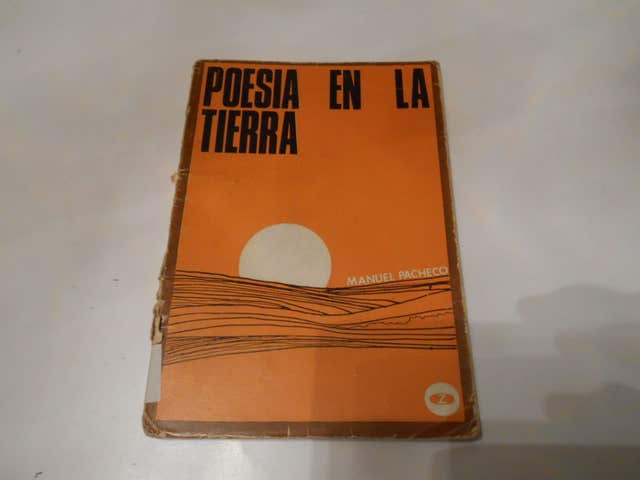 POESIA EN LA
TIERRA
MANUEL PACHECO
Z